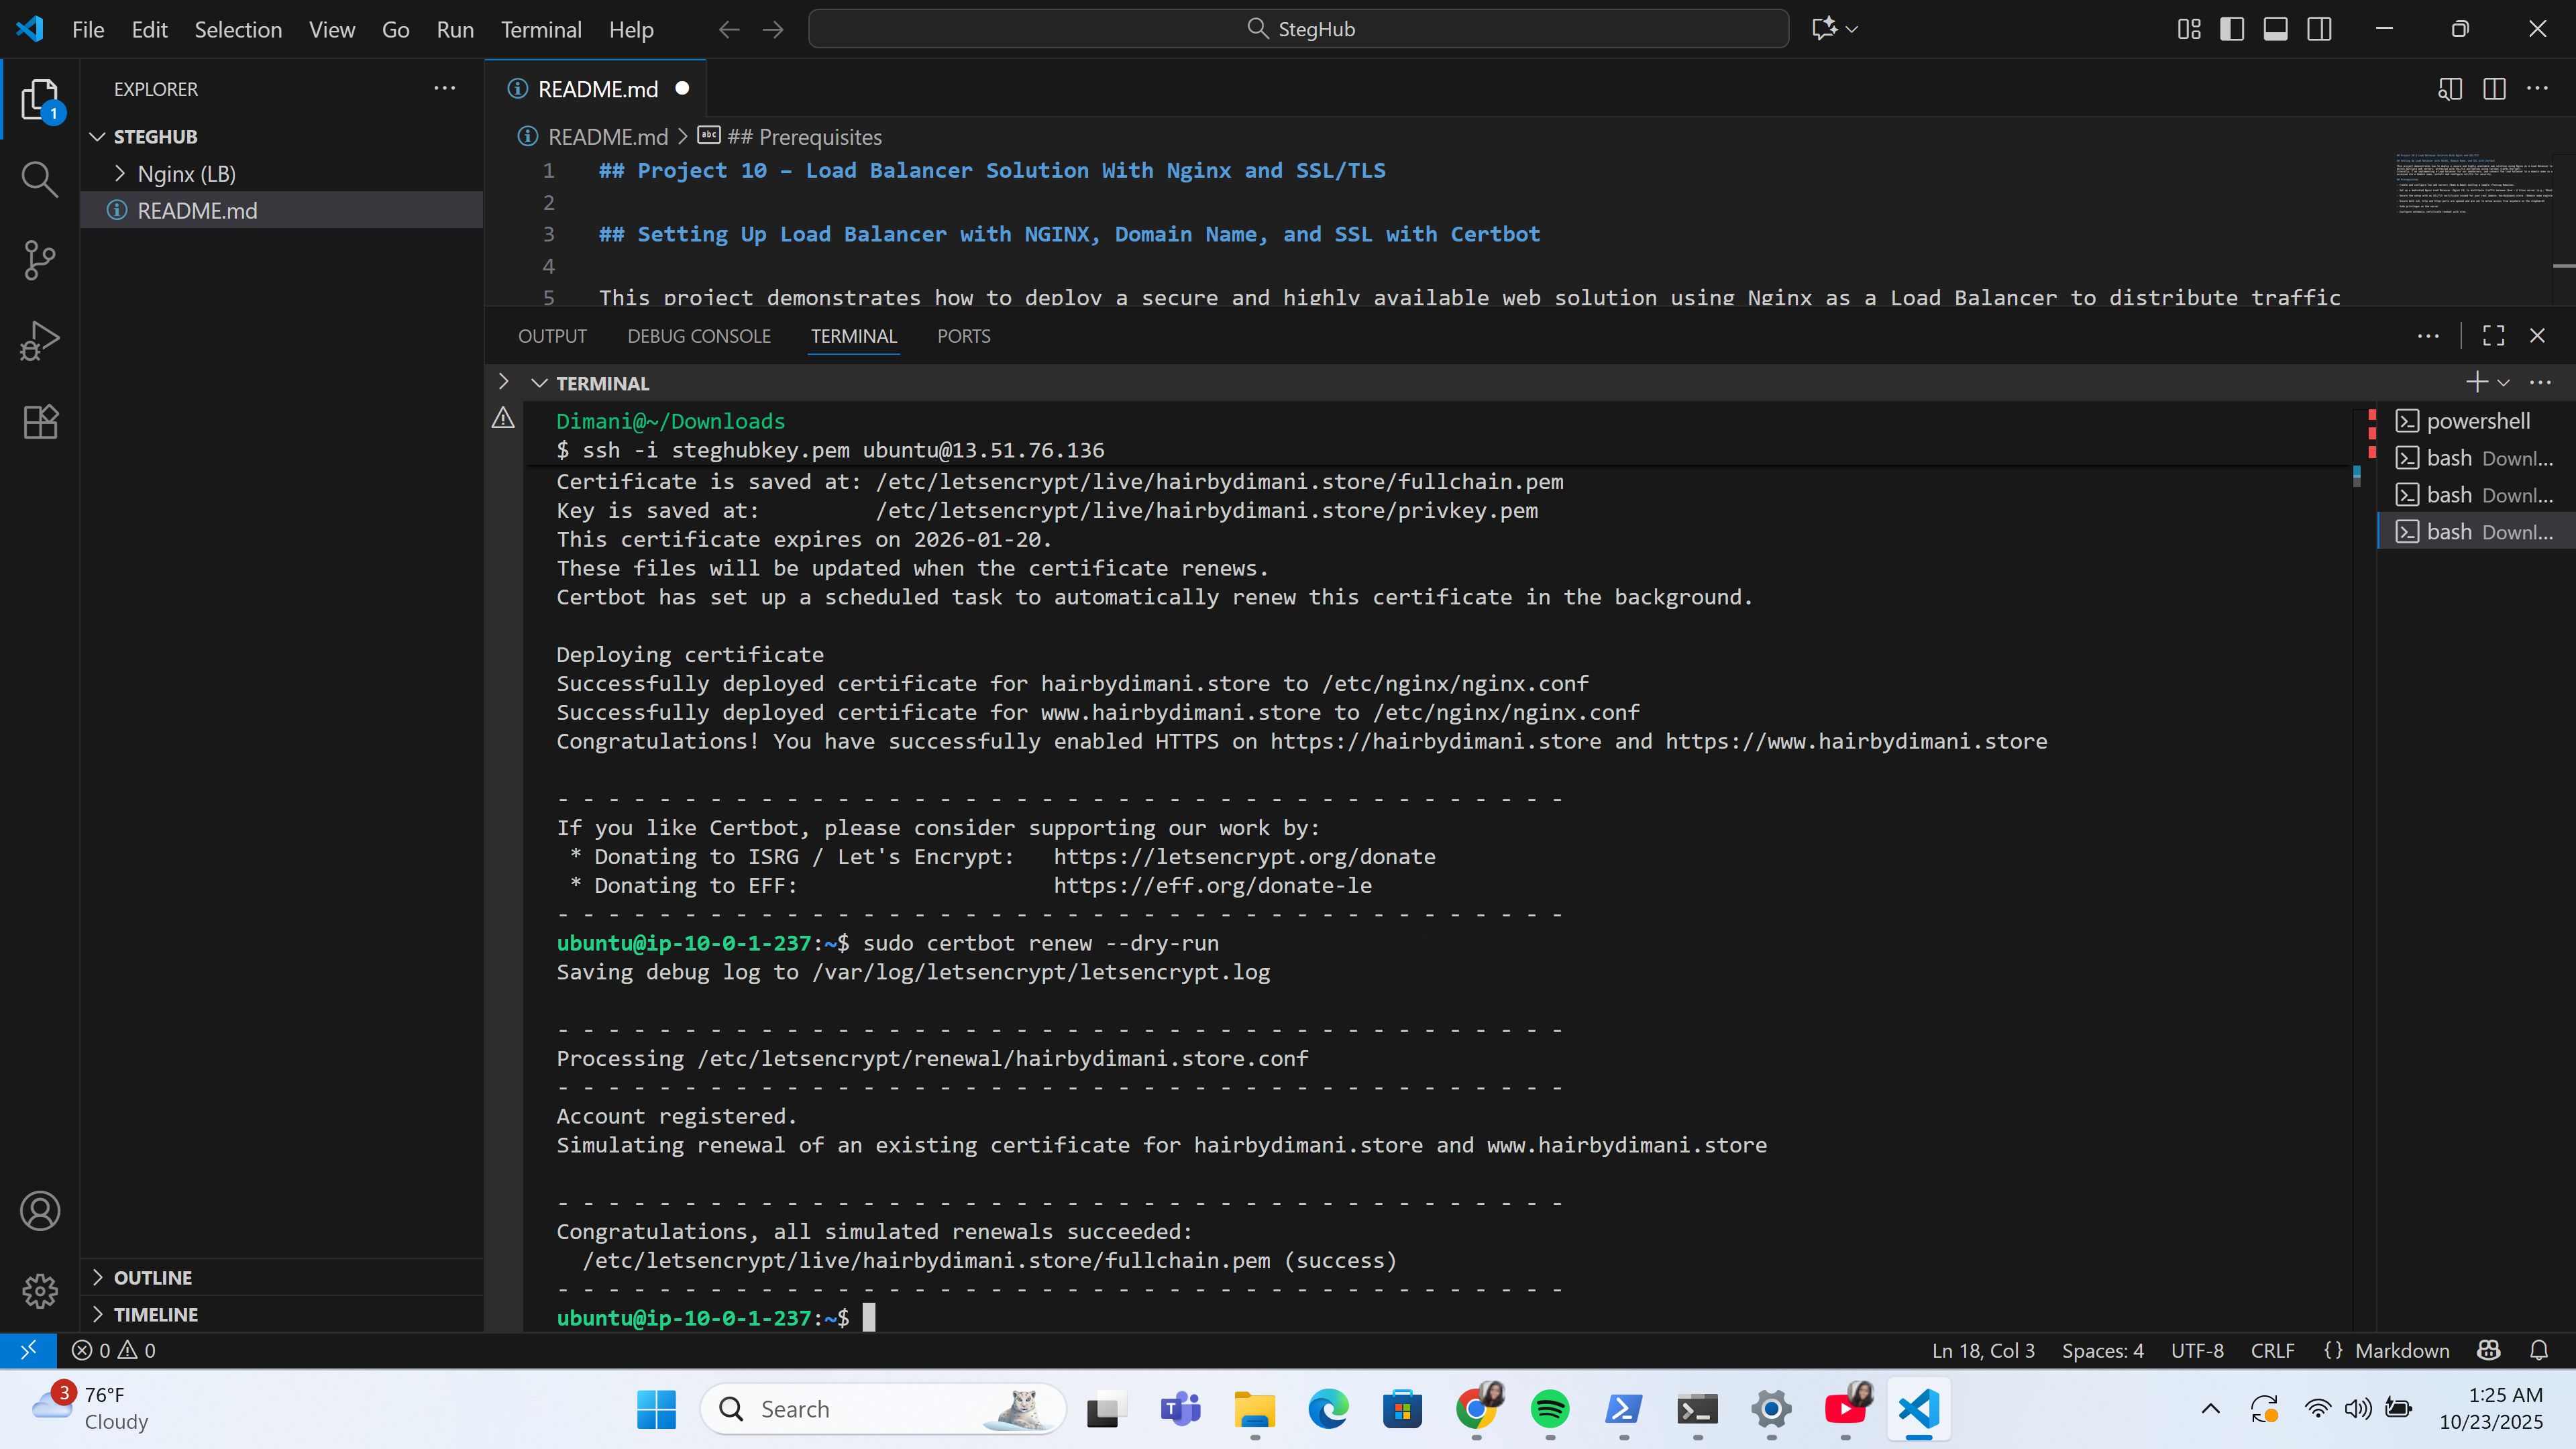 File Edit Selection View Go Run Terminal Help
StegHub
EXPLORER
1
STEGHUB
Nginx (LB)
README.md
OUTLINE
TIMELINE
README.md
README.md > ## Prerequisites
1 ## Project 10 – Load Balancer Solution With Nginx and SSL/TLS
2
3 ## Setting Up Load Balancer with NGINX, Domain Name, and SSL with Certbot
4
5 This project demonstrates how to deploy a secure and highly available web solution using Nginx as a Load Balancer to distribute traffic
OUTPUT DEBUG CONSOLE TERMINAL PORTS
TERMINAL
Dimani@~/Downloads
$ ssh -i steghubkey.pem ubuntu@13.51.76.136
Certificate is saved at: /etc/letsencrypt/live/hairbydimani.store/fullchain.pem
Key is saved at:         /etc/letsencrypt/live/hairbydimani.store/privkey.pem
This certificate expires on 2026-01-20.
These files will be updated when the certificate renews.
Certbot has set up a scheduled task to automatically renew this certificate in the background.
Deploying certificate
Successfully deployed certificate for hairbydimani.store to /etc/nginx/nginx.conf
Successfully deployed certificate for www.hairbydimani.store to /etc/nginx/nginx.conf
Congratulations! You have successfully enabled HTTPS on https://hairbydimani.store and https://www.hairbydimani.store
- - - - - - - - - - - - - - - - - - - - - - - - - - - - - - - - - - - - - - - -
If you like Certbot, please consider supporting our work by:
* Donating to ISRG / Let's Encrypt:   https://letsencrypt.org/donate
* Donating to EFF:                    https://eff.org/donate-le
- - - - - - - - - - - - - - - - - - - - - - - - - - - - - - - - - - - - - - - -
ubuntu@ip-10-0-1-237:~$ sudo certbot renew --dry-run
Saving debug log to /var/log/letsencrypt/letsencrypt.log
- - - - - - - - - - - - - - - - - - - - - - - - - - - - - - - - - - - - - - - -
Processing /etc/letsencrypt/renewal/hairbydimani.store.conf
- - - - - - - - - - - - - - - - - - - - - - - - - - - - - - - - - - - - - - - -
Account registered.
Simulating renewal of an existing certificate for hairbydimani.store and www.hairbydimani.store
- - - - - - - - - - - - - - - - - - - - - - - - - - - - - - - - - - - - - - - -
Congratulations, all simulated renewals succeeded:
/etc/letsencrypt/live/hairbydimani.store/fullchain.pem (success)
- - - - - - - - - - - - - - - - - - - - - - - - - - - - - - - - - - - - - - - -
ubuntu@ip-10-0-1-237:~$
powershell
bash Downl...
bash Downl...
bash Downl...
0 0
Ln 18, Col 3 Spaces: 4 UTF-8 CRLF {} Markdown
3
76°F
Cloudy
Search
1:25 AM
10/23/2025